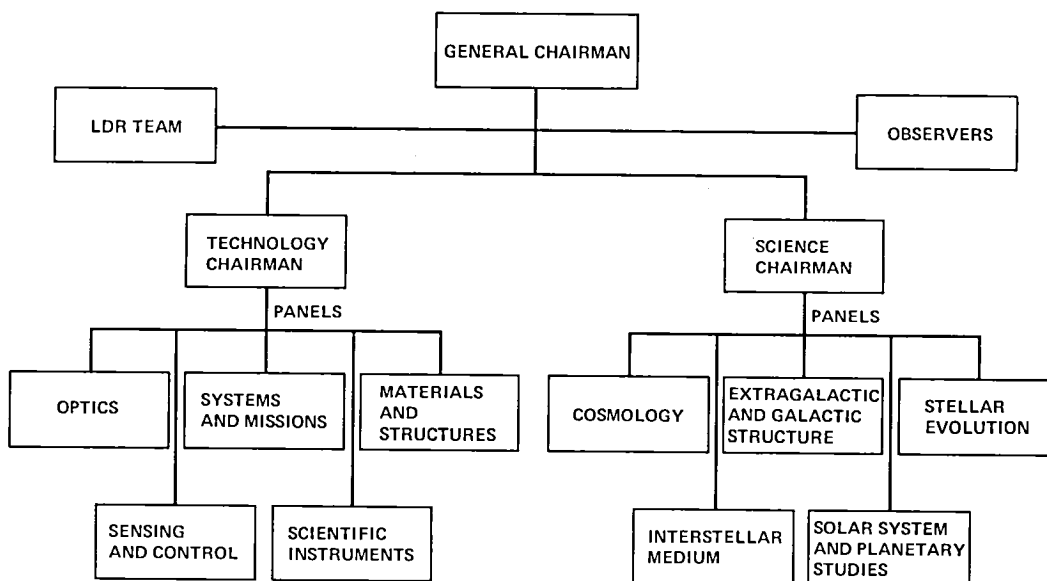 GENERAL CHAIRMAN
LDR TEAM
OBSERVERS
TECHNOLOGY
CHAIRMAN
SCIENCE
CHAIRMAN
PANELS
PANELS
OPTICS
SYSTEMS
AND MISSIONS
MATERIALS
AND
STRUCTURES
COSMOLOGY
EXTRAGALACTIC
AND GALACTIC
STRUCTURE
STELLAR
EVOLUTION
SENSING
AND CONTROL
SCIENTIFIC
INSTRUMENTS
INTERSTELLAR
MEDIUM
SOLAR SYSTEM
AND PLANETARY
STUDIES